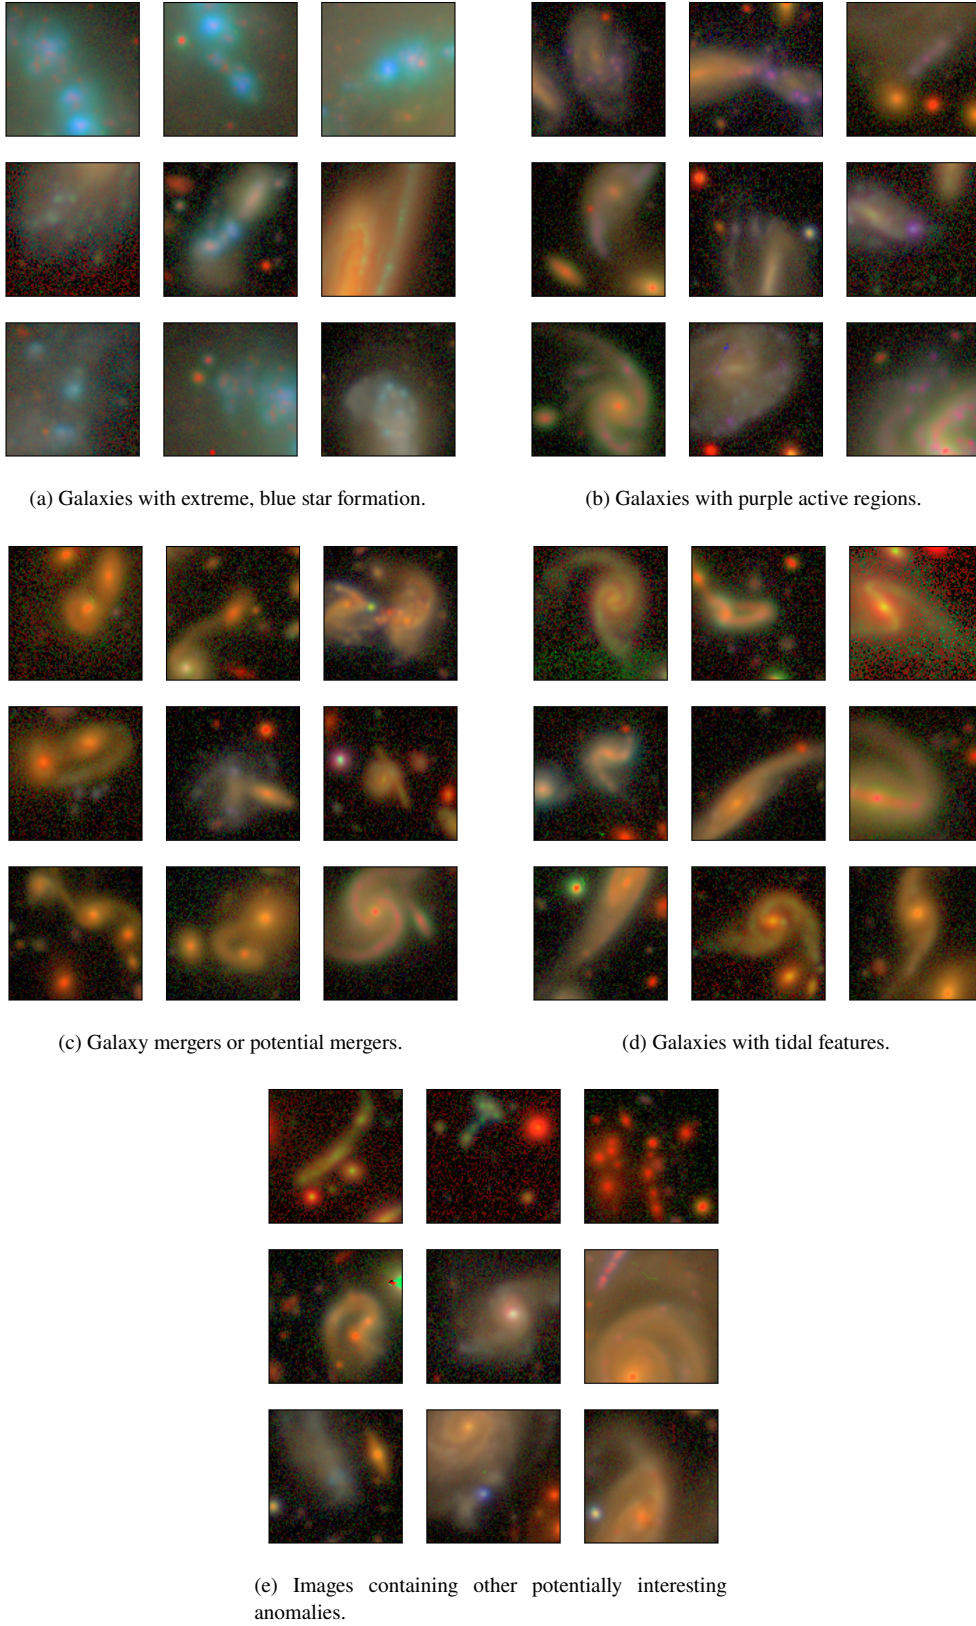 (a) Galaxies with extreme, blue star formation.
(b) Galaxies with purple active regions.
(c) Galaxy mergers or potential mergers.
(d) Galaxies with tidal features.
(e) Images containing other potentially interesting
anomalies.